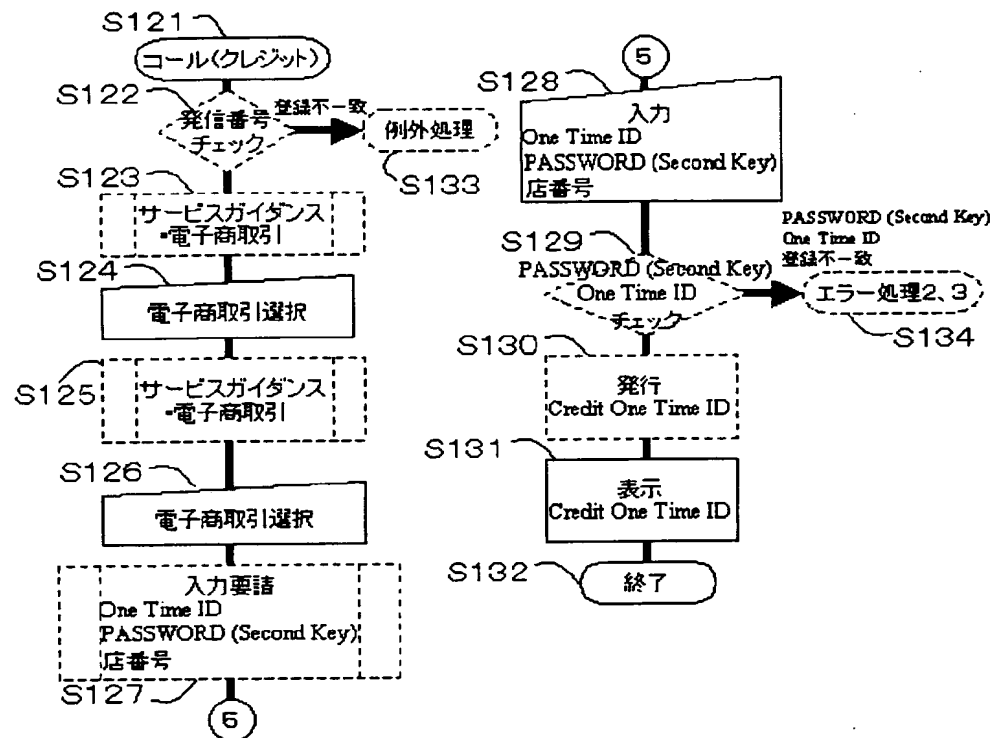 S121
コール(クレジット)
S122
発信番号
チェック
登録不一致
例外処理
S133
S123
サービスガイダンス
・電子商取引
S124
電子商取引選択
S125
サービスガイダンス
・電子商取引
S126
電子商取引選択
入力要請
One Time ID
PASSWORD (Second Key)
店番号
S127
5
5
S128
入力
One Time ID
PASSWORD (Second Key)
店番号
S129
PASSWORD (Second Key)
One Time ID
チェック
PASSWORD (Second Key)
One Time ID
登録不一致
エラー処理2、3
S134
S130
発行
Credit One Time ID
S131
表示
Credit One Time ID
S132
終了